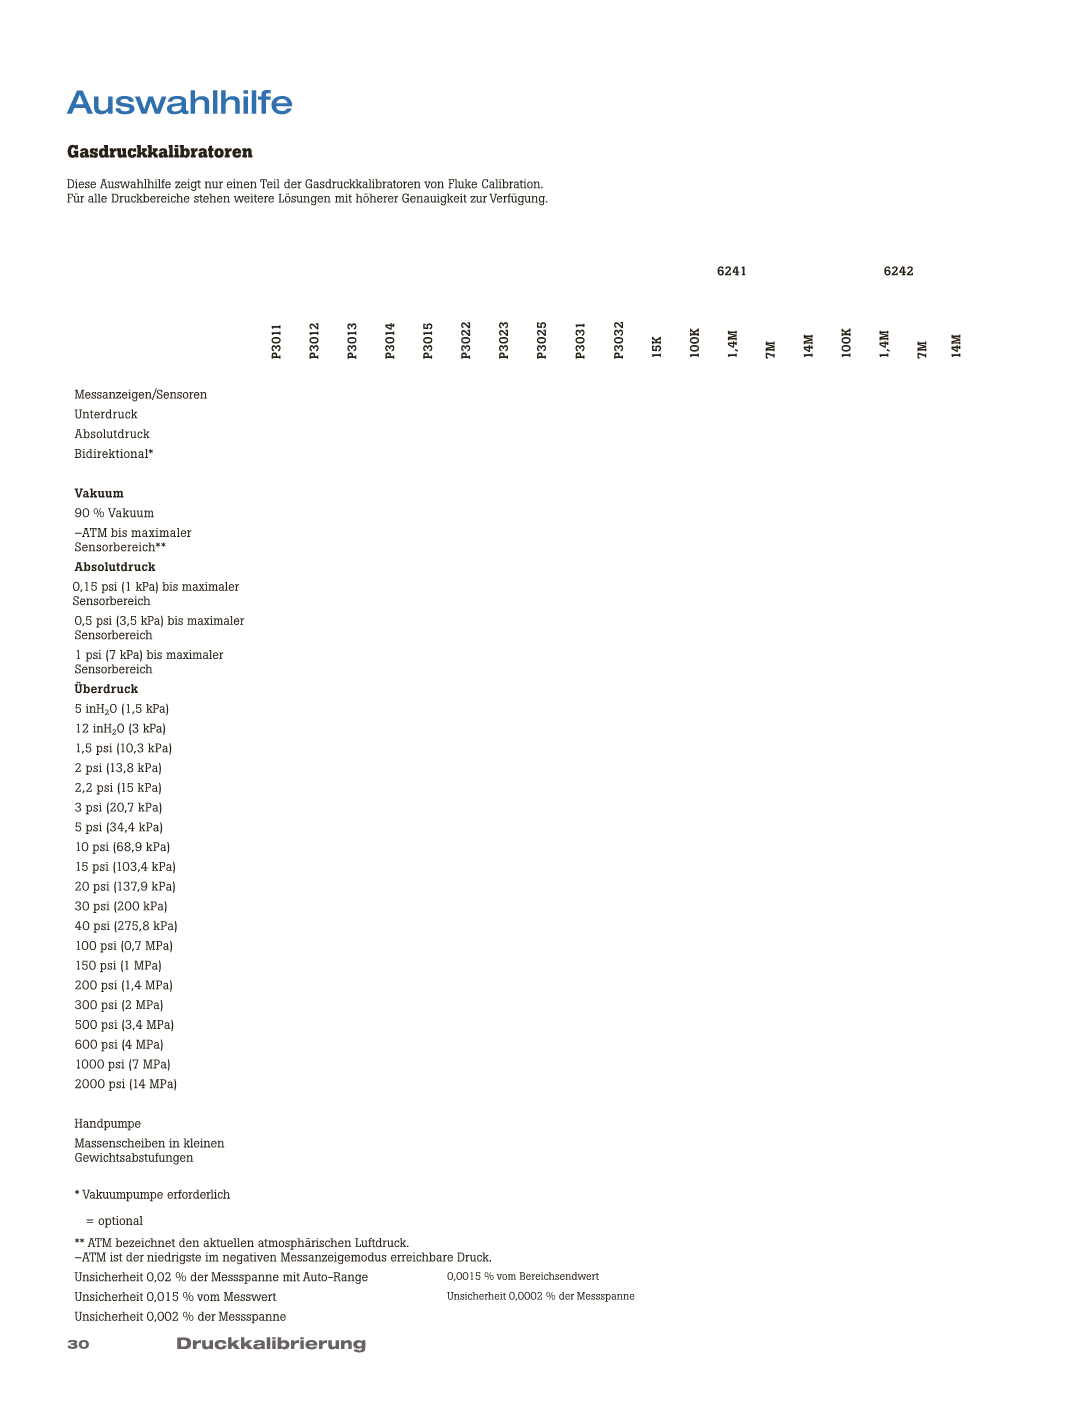 Auswahlhilfe
Gasdruckkalibratoren
Diese Auswahlhilfe zeigt nur einen Teil der Gasdruckkalibratoren von Fluke Calibration.
Für alle Druckbereiche stehen weitere Lösungen mit höherer Genauigkeit zur Verfügung.
6241 6242
P3011 P3012 P3013 P3014 P3015 P3022 P3023 P3025 P3031 P3032 15K 100K 1,4M 7M 14M 100K 1,4M 7M 14M
Messanzeigen/Sensoren
Unterdruck
Absolutdruck
Bidirektional*
Vakuum
90 % Vakuum
–ATM bis maximaler
Sensorbereich**
Absolutdruck
0,15 psi (1 kPa) bis maximaler
Sensorbereich
0,5 psi (3,5 kPa) bis maximaler
Sensorbereich
1 psi (7 kPa) bis maximaler
Sensorbereich
Überdruck
5 inH₂O (1,5 kPa)
12 inH₂O (3 kPa)
1,5 psi (10,3 kPa)
2 psi (13,8 kPa)
2,2 psi (15 kPa)
3 psi (20,7 kPa)
5 psi (34,4 kPa)
10 psi (68,9 kPa)
15 psi (103,4 kPa)
20 psi (137,9 kPa)
30 psi (200 kPa)
40 psi (275,8 kPa)
100 psi (0,7 MPa)
150 psi (1 MPa)
200 psi (1,4 MPa)
300 psi (2 MPa)
500 psi (3,4 MPa)
600 psi (4 MPa)
1000 psi (7 MPa)
2000 psi (14 MPa)
Handpumpe
Massenscheiben in kleinen
Gewichtsabstufungen
* Vakuumpumpe erforderlich
= optional
** ATM bezeichnet den aktuellen atmosphärischen Luftdruck.
–ATM ist der niedrigste im negativen Messanzeigemodus erreichbare Druck.
Unsicherheit 0,02 % der Messspanne mit Auto-Range 0,0015 % vom Bereichsendwert
Unsicherheit 0,015 % vom Messwert Unsicherheit 0,0002 % der Messspanne
Unsicherheit 0,002 % der Messspanne
30 Druckkalibrierung